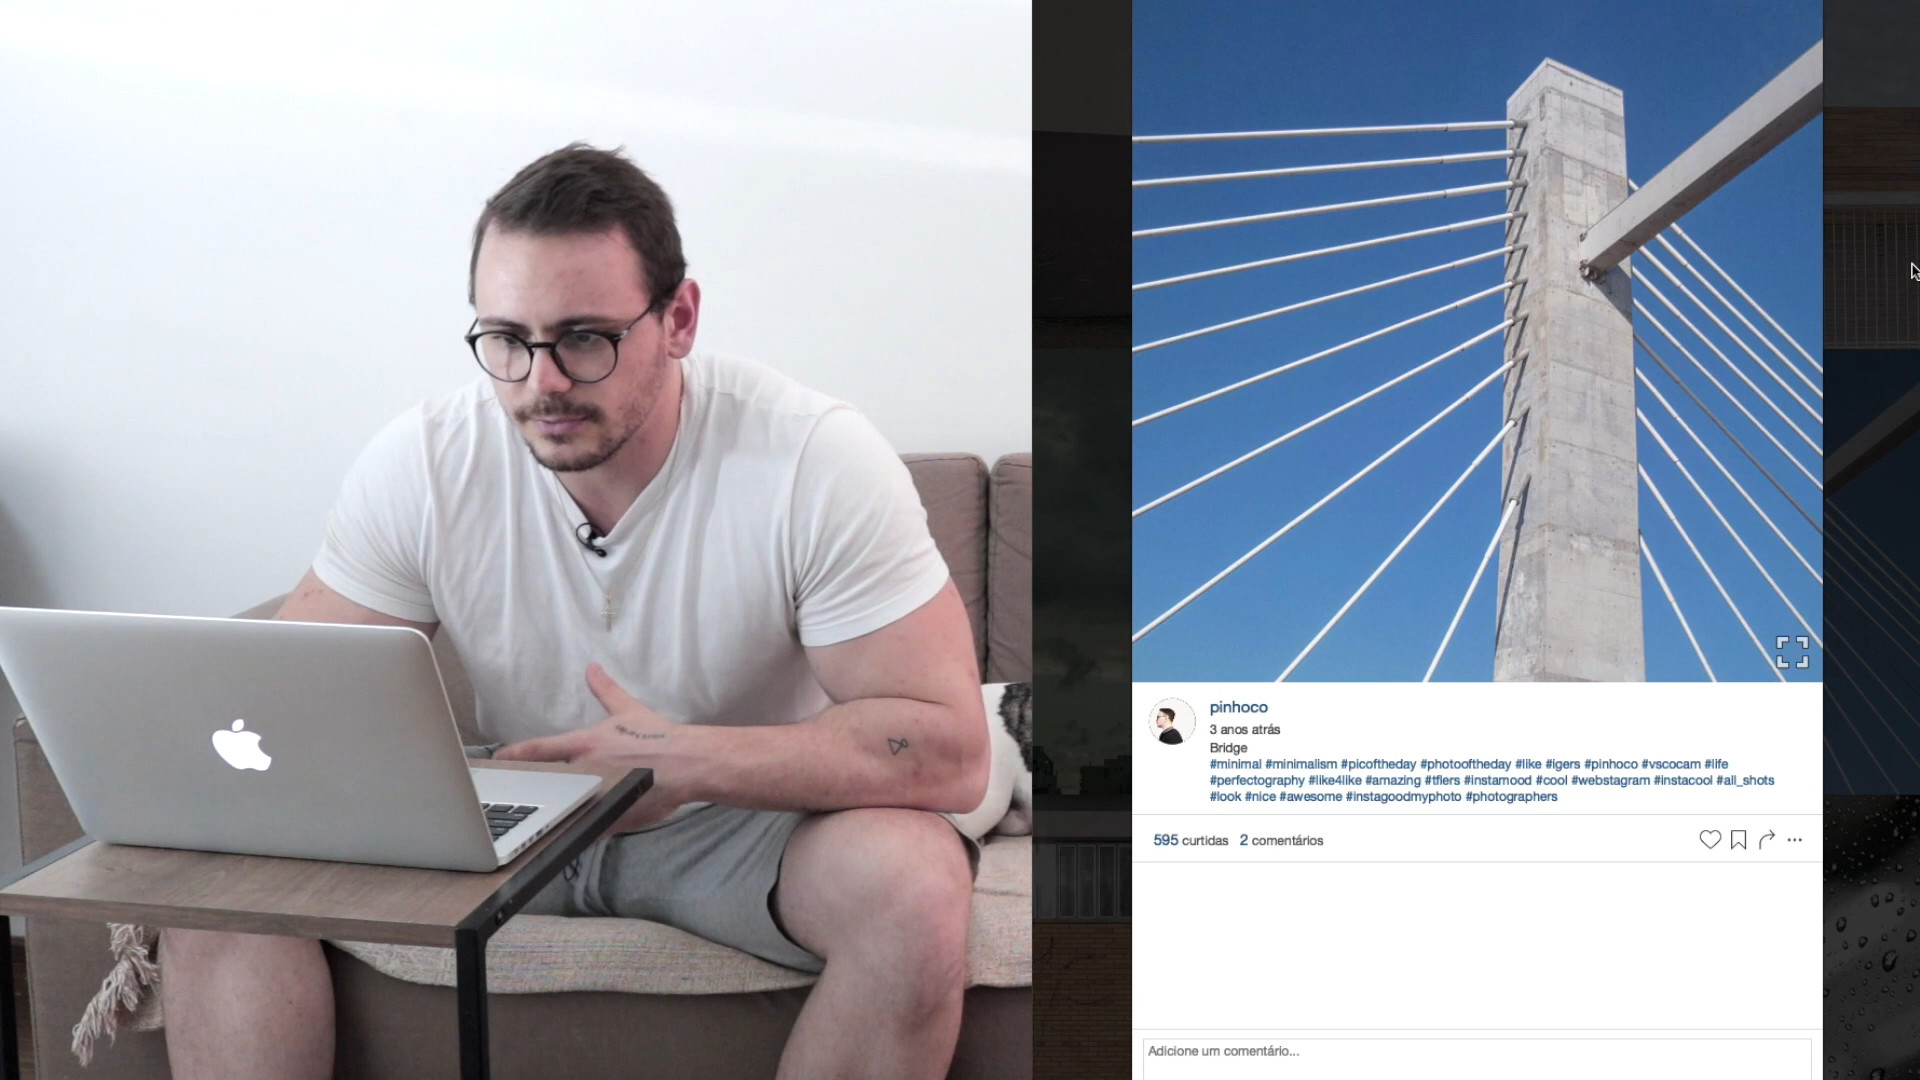 pinhoco
3 anos atrás
Bridge
#minimal #minimalism #picoftheday #photooftheday #like #igers #pinhoco #vscocam #life
#perfectography #like4like #amazing #tflers #instamood #cool #webstagram #instacool #all_shots
#look #nice #awesome #instagoodmyphoto #photographers
595 curtidas 2 comentários
Adicione um comentário...